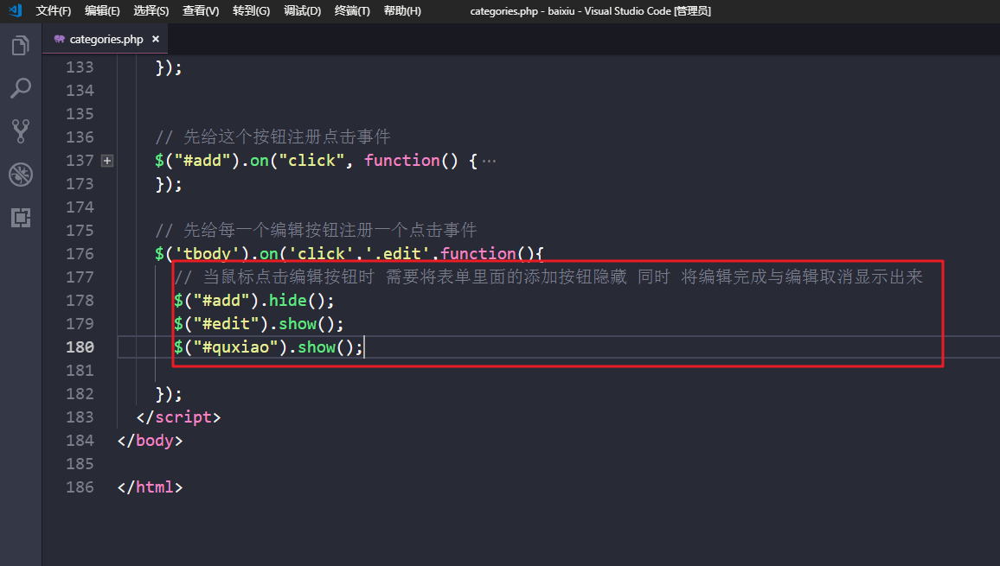 文件(F) 编辑(E) 选择(S) 查看(V) 转到(G) 调试(D) 终端(T) 帮助(H) categories.php - baixiu - Visual Studio Code [管理员]
categories.php ×
133 });
134
135
136 // 先给这个按钮注册点击事件
137 $("#add").on("click", function() {···
173 });
174
175 // 先给每一个编辑按钮注册一个点击事件
176 $('tbody').on('click','.edit',function(){
177 // 当鼠标点击编辑按钮时 需要将表单里面的添加按钮隐藏 同时 将编辑完成与编辑取消显示出来
178 $("#add").hide();
179 $("#edit").show();
180 $("#quxiao").show();
181
182 });
183 </script>
184 </body>
185
186 </html>